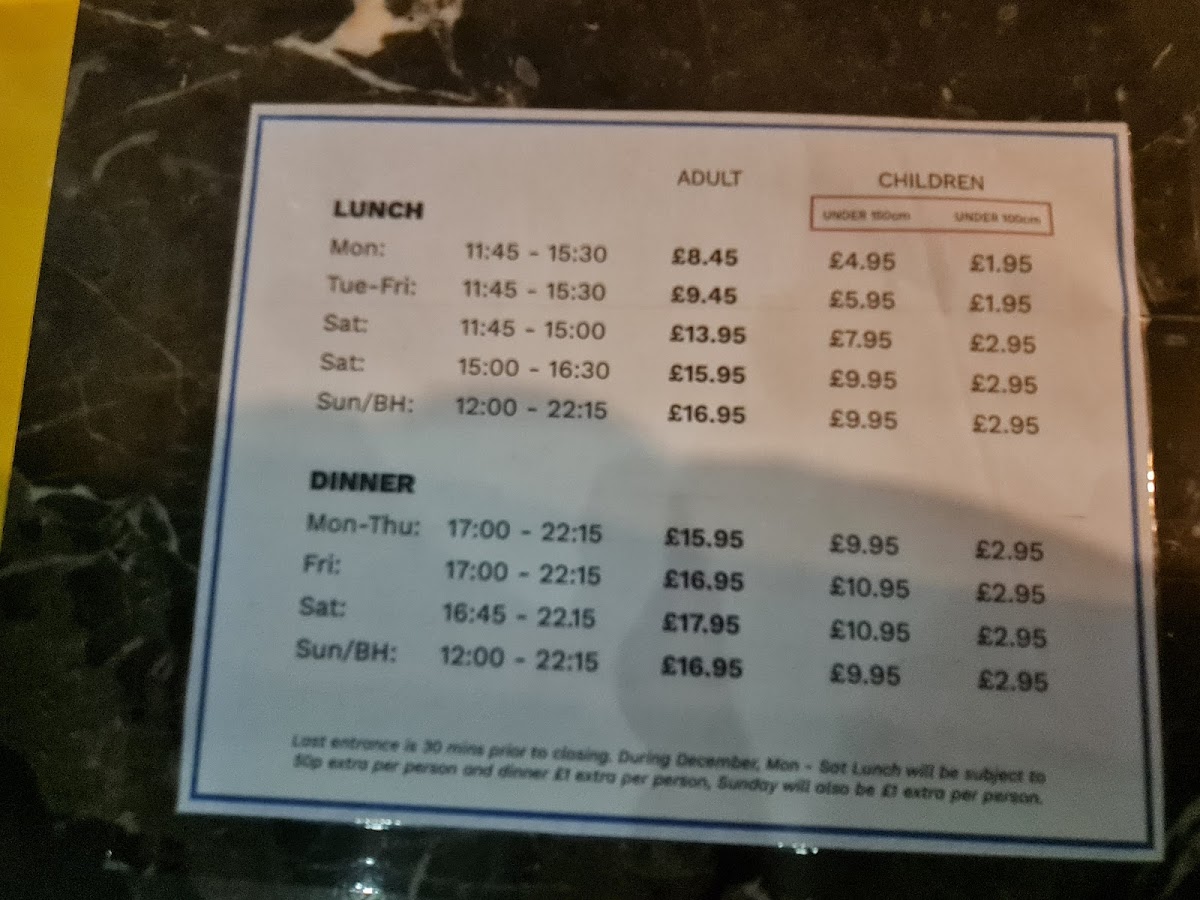 ADULT CHILDREN
LUNCH UNDER 150cm UNDER 100cm
Mon: 11:45 - 15:30 £8.45 £4.95 £1.95
Tue-Fri: 11:45 - 15:30 £9.45 £5.95 £1.95
Sat: 11:45 - 15:00 £13.95 £7.95 £2.95
Sat: 15:00 - 16:30 £15.95 £9.95 £2.95
Sun/BH: 12:00 - 22:15 £16.95 £9.95 £2.95
DINNER
Mon-Thu: 17:00 - 22:15 £15.95 £9.95 £2.95
Fri: 17:00 - 22:15 £16.95 £10.95 £2.95
Sat: 16:45 - 22.15 £17.95 £10.95 £2.95
Sun/BH: 12:00 - 22:15 £16.95 £9.95 £2.95
Last entrance is 30 mins prior to closing. During December, Mon - Sat Lunch will be subject to
50p extra per person and dinner £1 extra per person, Sunday will also be £1 extra per person.